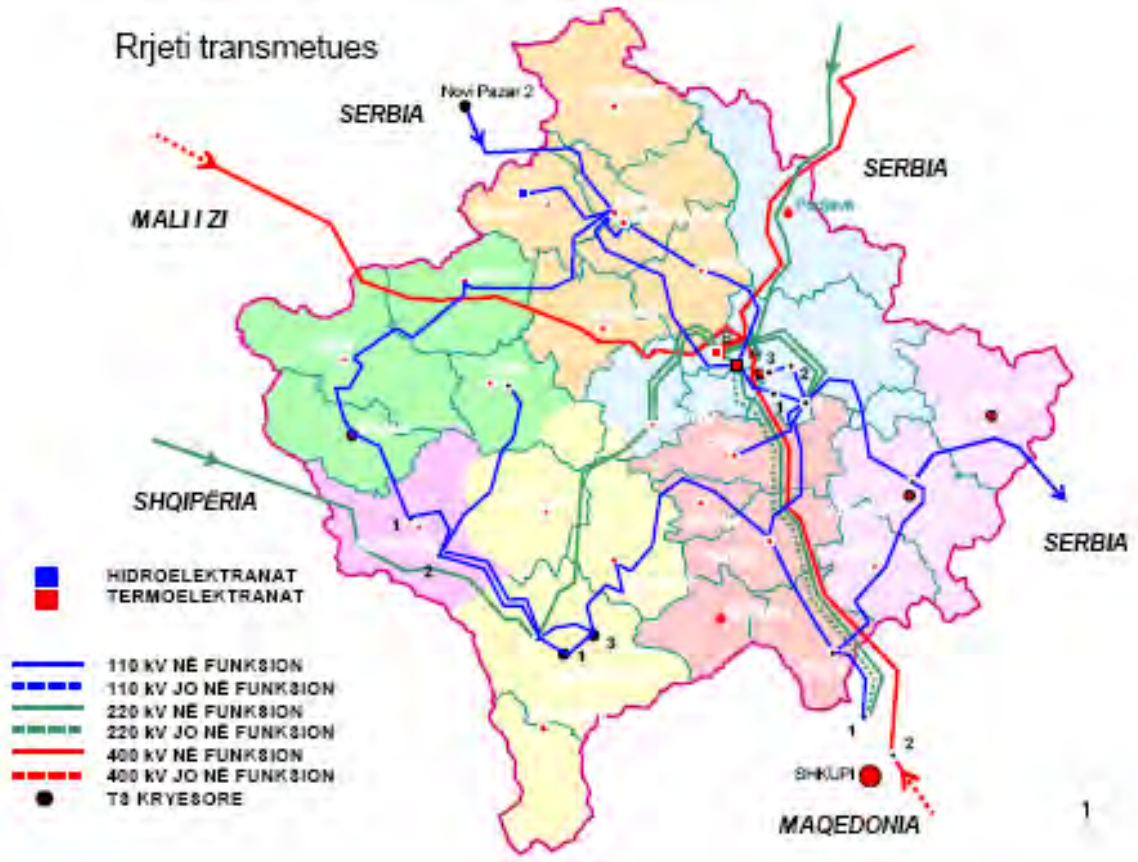 Rrjeti transmetues
Novi Pazar 2
SERBIA
SERBIA
MALI I ZI
Podjeva
3
2
1
SHQIPËRIA
1
SERBIA
2
HIDROELEKTRANAT
TERMOELEKTRANAT
3
1
110 kV NË FUNKSION
110 kV JO NË FUNKSION
220 kV NË FUNKSION
220 kV JO NË FUNKSION
400 kV NË FUNKSION
400 kV JO NË FUNKSION
TS KRYESORE
1
2
SHKUPI
MAQEDONIA
1